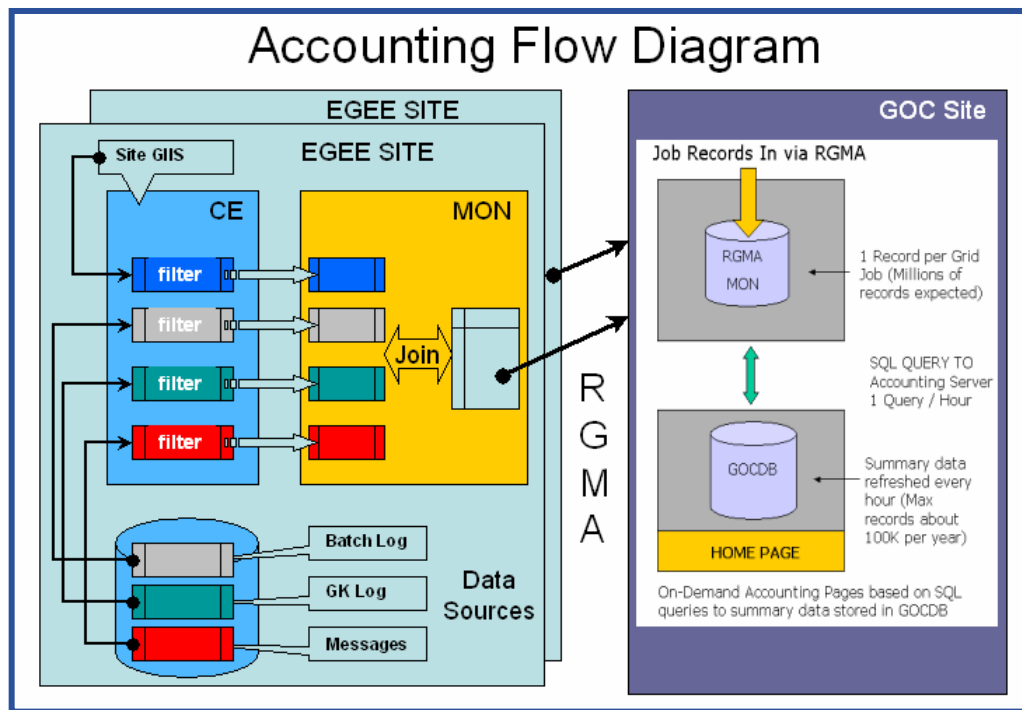 Accounting Flow Diagram
EGEE SITE
EGEE SITE
Site GIIS
CE
MON
filter
filter
filter
filter
Join
Batch Log
GK Log
Messages
Data
Sources
R
G
M
A
GOC Site
Job Records In via RGMA
RGMA
MON
1 Record per Grid
Job (Millions of
records expected)
SQL QUERY TO
Accounting Server
1 Query / Hour
GOCDB
Summary data
refreshed every
hour (Max
records about
100K per year)
HOME PAGE
On-Demand Accounting Pages based on SQL
queries to summary data stored in GOCDB